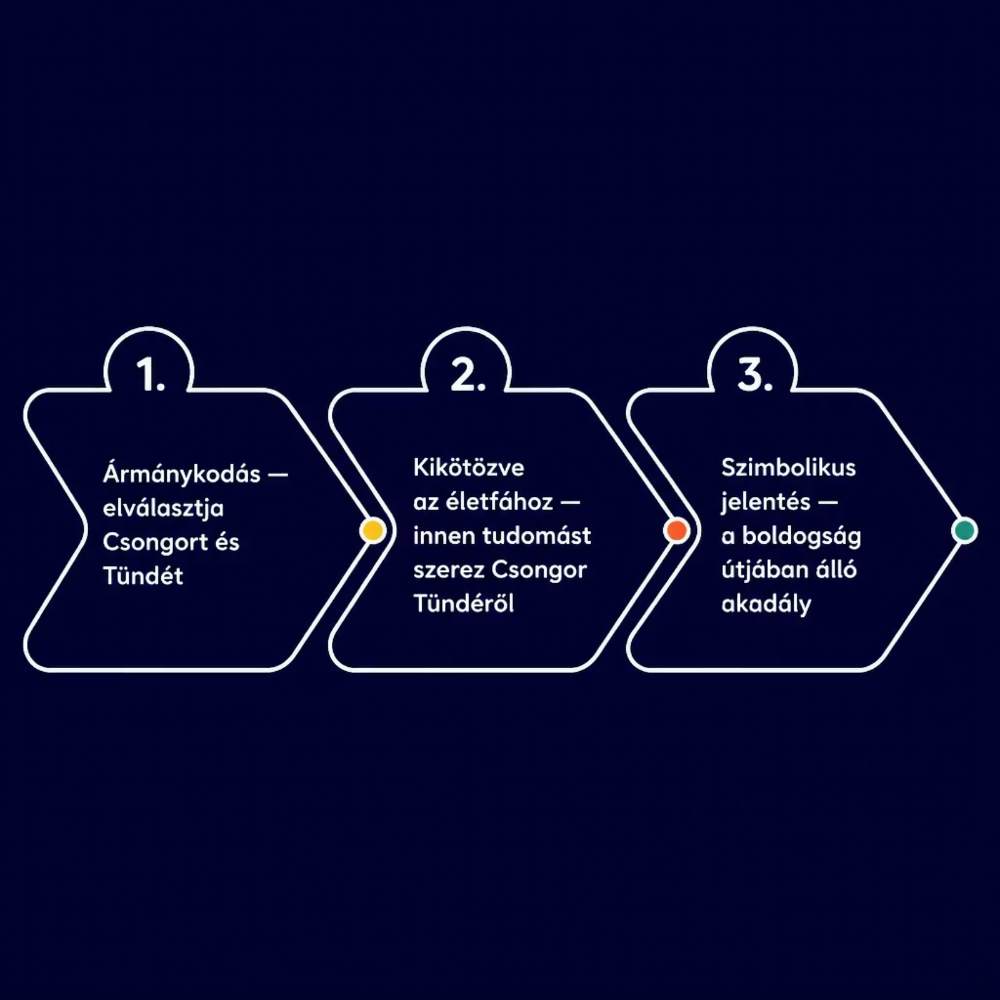 1.
Ármánykodás —
elválasztja
Csongort és
Tündét
2.
Kikötözve
az életfához —
innen tudomást
szerez Csongor
Tündéről
3.
Szimbolikus
jelentés —
a boldogság
útjában álló
akadály